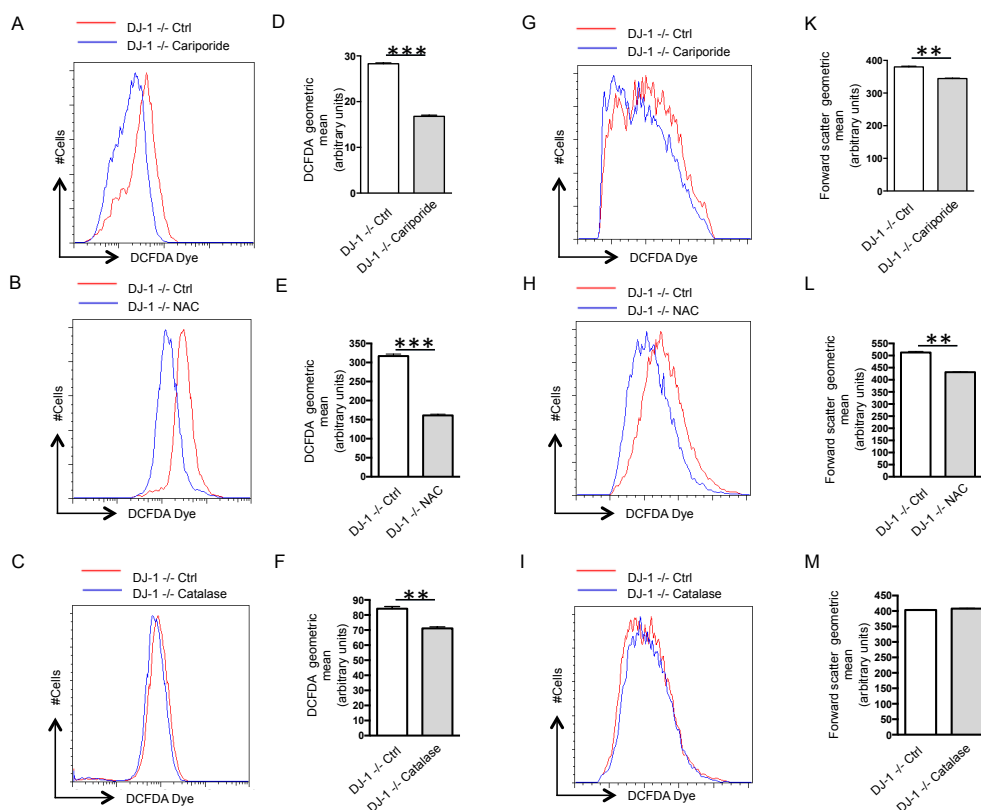 A
DJ-1 -/- Ctrl
DJ-1 -/- Cariporide
#Cells
DCFDA Dye
D
***
DCFDA geometric
mean
(arbitrary units)
30
20
10
0
DJ-1 -/- Ctrl
DJ-1 -/- Cariporide
G
DJ-1 -/- Ctrl
DJ-1 -/- Cariporide
#Cells
DCFDA Dye
K
**
Forward scatter geometric
mean
(arbitrary units)
400
300
200
100
0
DJ-1 -/- Ctrl
DJ-1 -/- Cariporide
B
DJ-1 -/- Ctrl
DJ-1 -/- NAC
#Cells
DCFDA Dye
E
***
DCFDA geometric
mean
(arbitrary units)
350
300
250
200
150
100
50
0
DJ-1 -/- Ctrl
DJ-1 -/- NAC
H
DJ-1 -/- Ctrl
DJ-1 -/- NAC
#Cells
DCFDA Dye
L
**
Forward scatter geometric
mean
(arbitrary units)
550
500
450
400
350
300
250
200
150
100
50
0
DJ-1 -/- Ctrl
DJ-1 -/- NAC
C
DJ-1 -/- Ctrl
DJ-1 -/- Catalase
#Cells
DCFDA Dye
F
**
DCFDA geometric
mean
(arbitrary units)
90
80
70
60
50
40
30
20
10
0
DJ-1 -/- Ctrl
DJ-1 -/- Catalase
I
DJ-1 -/- Ctrl
DJ-1 -/- Catalase
#Cells
DCFDA Dye
M
Forward scatter geometric
mean
(arbitrary units)
450
400
350
300
250
200
150
100
50
0
DJ-1 -/- Ctrl
DJ-1 -/- Catalase